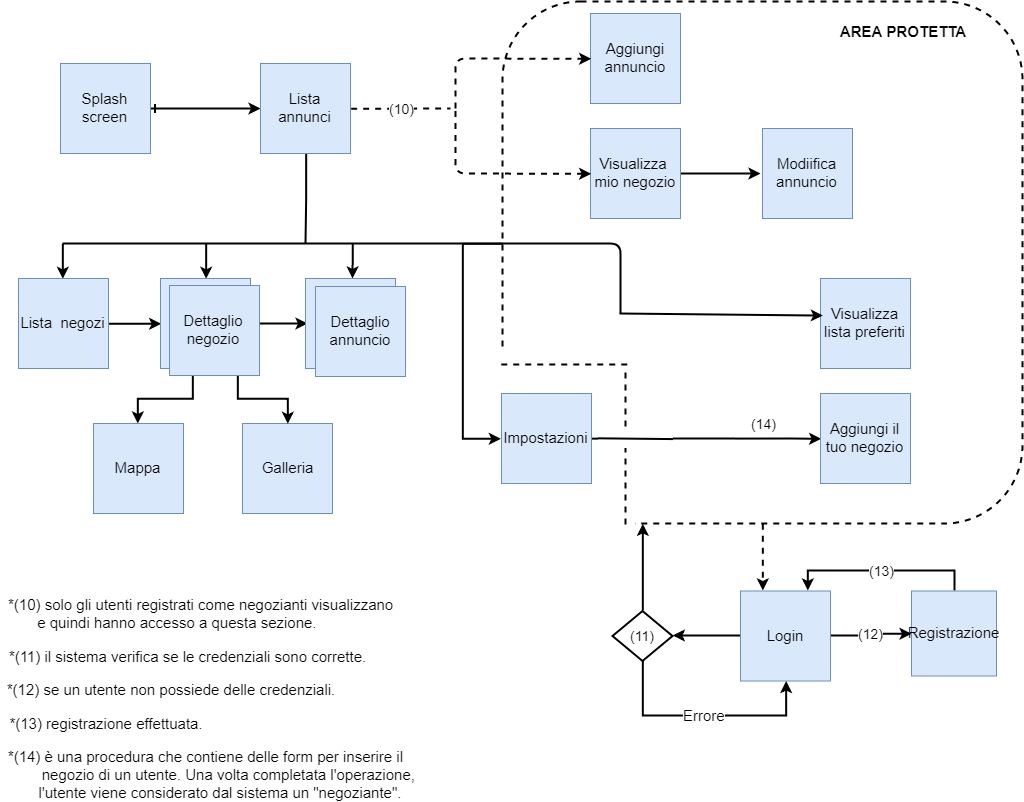 AREA PROTETTA
Aggiungi
annuncio
Splash
screen
Lista
annunci
(10)
Visualizza
mio negozio
Modiifica
annuncio
Lista negozi
Dettaglio
negozio
Dettaglio
annuncio
Visualizza
lista preferiti
Impostazioni
(14)
Aggiungi il
tuo negozio
Mappa
Galleria
(13)
(11)
Login
(12)
Registrazione
Errore
*(10) solo gli utenti registrati come negozianti visualizzano
e quindi hanno accesso a questa sezione.
*(11) il sistema verifica se le credenziali sono corrette.
*(12) se un utente non possiede delle credenziali.
*(13) registrazione effettuata.
*(14) è una procedura che contiene delle form per inserire il
negozio di un utente. Una volta completata l'operazione,
l'utente viene considerato dal sistema un "negoziante".